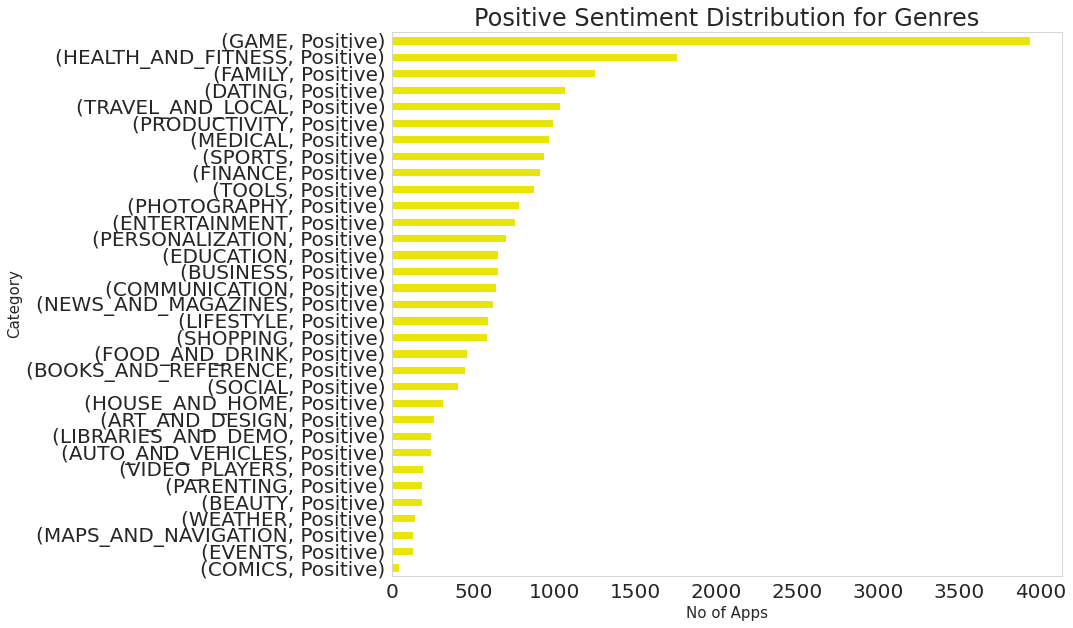 Positive Sentiment Distribution for Genres
(GAME, Positive)
(HEALTH_AND_FITNESS, Positive)
(FAMILY, Positive)
(DATING, Positive)
(TRAVEL_AND_LOCAL, Positive)
(PRODUCTIVITY, Positive)
(MEDICAL, Positive)
(SPORTS, Positive)
(FINANCE, Positive)
(TOOLS, Positive)
(PHOTOGRAPHY, Positive)
(ENTERTAINMENT, Positive)
(PERSONALIZATION, Positive)
(EDUCATION, Positive)
(BUSINESS, Positive)
(COMMUNICATION, Positive)
(NEWS_AND_MAGAZINES, Positive)
(LIFESTYLE, Positive)
(SHOPPING, Positive)
(FOOD_AND_DRINK, Positive)
(BOOKS_AND_REFERENCE, Positive)
(SOCIAL, Positive)
(HOUSE_AND_HOME, Positive)
(ART_AND_DESIGN, Positive)
(LIBRARIES_AND_DEMO, Positive)
(AUTO_AND_VEHICLES, Positive)
(VIDEO_PLAYERS, Positive)
(PARENTING, Positive)
(BEAUTY, Positive)
(WEATHER, Positive)
(MAPS_AND_NAVIGATION, Positive)
(EVENTS, Positive)
(COMICS, Positive)
Category
0 500 1000 1500 2000 2500 3000 3500 4000
No of Apps